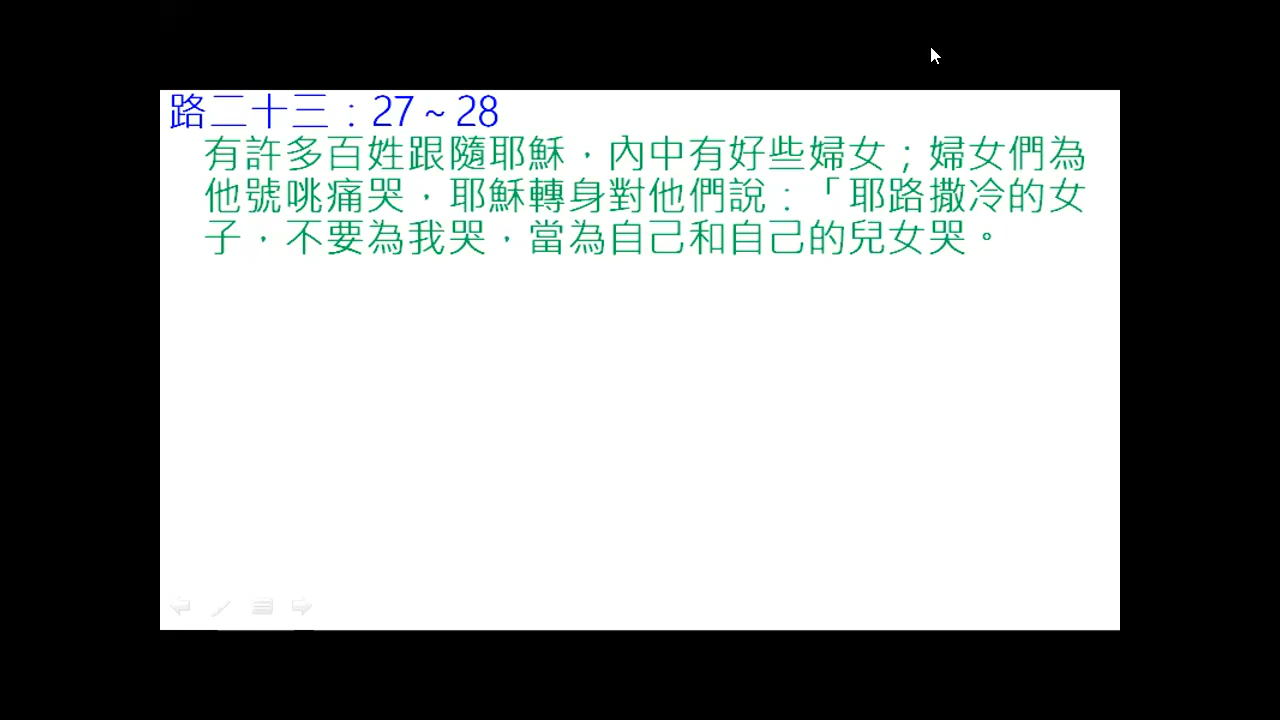 路二十三：27～28
有許多百姓跟隨耶穌，內中有好些婦女；婦女們為
他號咷痛哭，耶穌轉身對他們說：「耶路撒冷的女
子，不要為我哭，當為自己和自己的兒女哭。